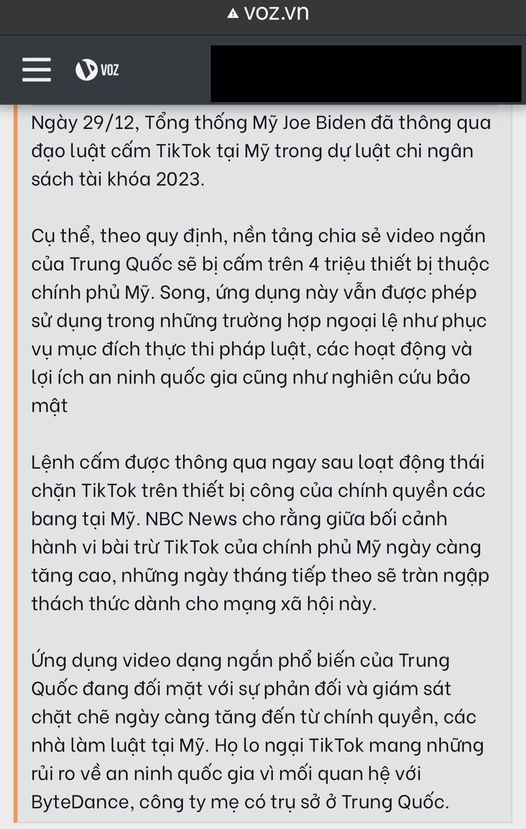 voz.vn
VOZ
Ngày 29/12, Tổng thống Mỹ Joe Biden đã thông qua
đạo luật cấm TikTok tại Mỹ trong dự luật chi ngân
sách tài khóa 2023.
Cụ thể, theo quy định, nền tảng chia sẻ video ngắn
của Trung Quốc sẽ bị cấm trên 4 triệu thiết bị thuộc
chính phủ Mỹ. Song, ứng dụng này vẫn được phép
sử dụng trong những trường hợp ngoại lệ như phục
vụ mục đích thực thi pháp luật, các hoạt động và
lợi ích an ninh quốc gia cũng như nghiên cứu bảo
mật
Lệnh cấm được thông qua ngay sau loạt động thái
chặn TikTok trên thiết bị công của chính quyền các
bang tại Mỹ. NBC News cho rằng giữa bối cảnh
hành vi bài trừ TikTok của chính phủ Mỹ ngày càng
tăng cao, những ngày tháng tiếp theo sẽ tràn ngập
thách thức dành cho mạng xã hội này.
Ứng dụng video dạng ngắn phổ biến của Trung
Quốc đang đối mặt với sự phản đối và giám sát
chặt chẽ ngày càng tăng đến từ chính quyền, các
nhà làm luật tại Mỹ. Họ lo ngại TikTok mang những
rủi ro về an ninh quốc gia vì mối quan hệ với
ByteDance, công ty mẹ có trụ sở ở Trung Quốc.